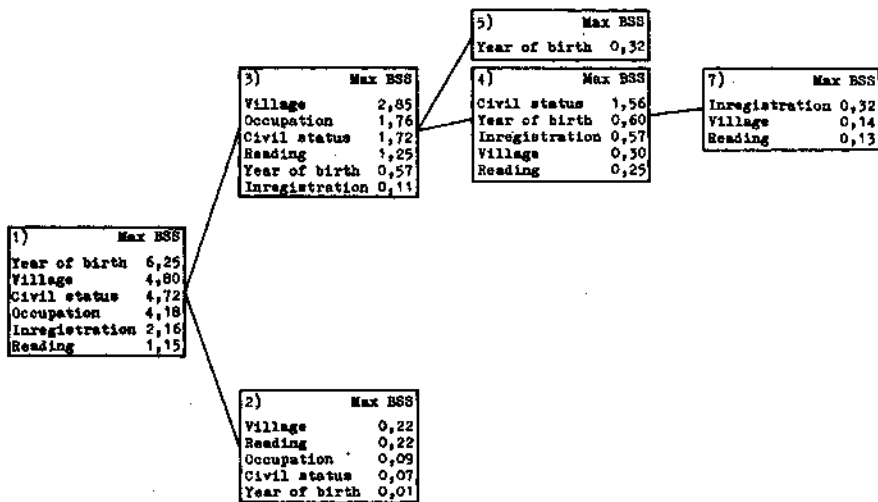 5) Max BSS
Year of birth 0,32
3) Max BSS
Village 2,85
Occupation 1,76
Civil status 1,72
Reading 1,25
Year of birth 0,57
Inregistration 0,11
4) Max BSS
Civil status 1,56
Year of birth 0,60
Inregistration 0,57
Village 0,30
Reading 0,25
7) Max BSS
Inregistration 0,32
Village 0,14
Reading 0,13
1) Max BSS
Year of birth 6,25
Village 4,80
Civil status 4,72
Occupation 4,18
Inregistration 2,16
Reading 1,15
2) Max BSS
Village 0,22
Reading 0,22
Occupation 0,09
Civil status 0,07
Year of birth 0,01